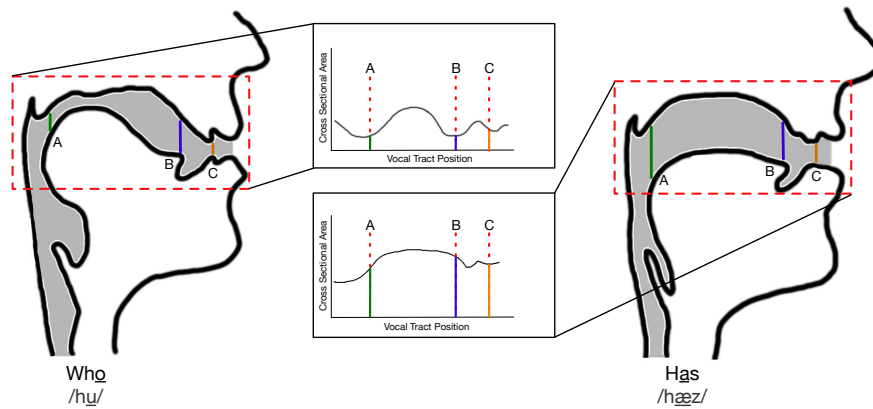 A
B
C
Cross Sectional Area
A
B
C
Vocal Tract Position
Cross Sectional Area
A
B
C
Vocal Tract Position
A
B
C
Who
/hu/
Has
/hæz/